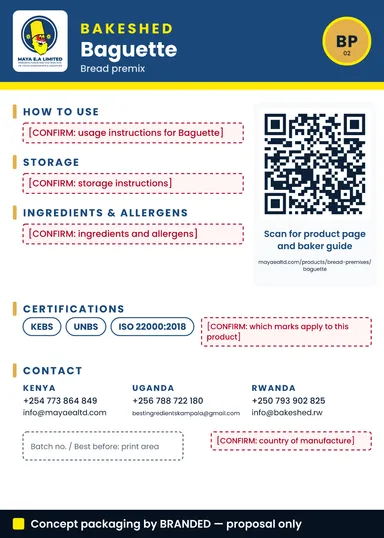 BAKESHED
Baguette
Bread premix
MAYA E.A LIMITED
BP
02
HOW TO USE
[CONFIRM: usage instructions for Baguette]
STORAGE
[CONFIRM: storage instructions]
INGREDIENTS & ALLERGENS
[CONFIRM: ingredients and allergens]
Scan for product page
and baker guide
mayaealtd.com/products/bread-premixes/
baguette
CERTIFICATIONS
KEBS
UNBS
ISO 22000:2018
[CONFIRM: which marks apply to this
product]
CONTACT
KENYA
+254 773 864 849
info@mayaealtd.com
UGANDA
+256 788 722 180
bestingredientskampala@gmail.com
RWANDA
+250 793 902 825
info@bakeshed.rw
Batch no. / Best before: print area
[CONFIRM: country of manufacture]
Concept packaging by BRANDED — proposal only